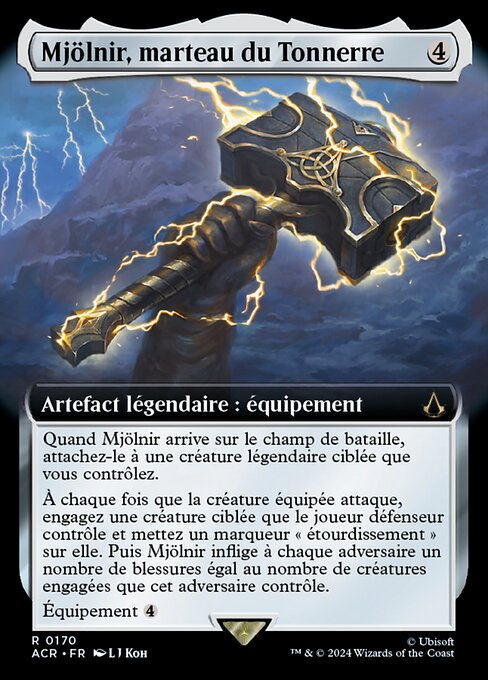 Mjölnir, marteau du Tonnerre 4
Artefact légendaire : équipement
Quand Mjölnir arrive sur le champ de bataille,
attachez-le à une créature légendaire ciblée que
vous contrôlez.
À chaque fois que la créature équipée attaque,
engagez une créature ciblée que le joueur défenseur
contrôle et mettez un marqueur « étourdissement »
sur elle. Puis Mjölnir inflige à chaque adversaire un
nombre de blessures égal au nombre de créatures
engagées que cet adversaire contrôle.
Équipement 4
R 0170
ACR • FR LJ Koh
© Ubisoft
™ & © 2024 Wizards of the Coast